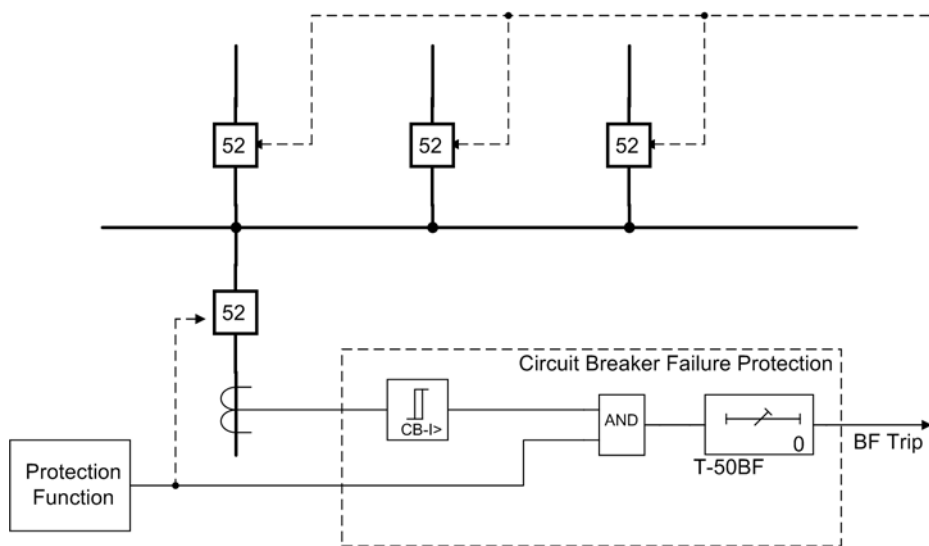 52
52
52
52
Circuit Breaker Failure Protection
CB-I>
AND
0
T-50BF
BF Trip
Protection
Function